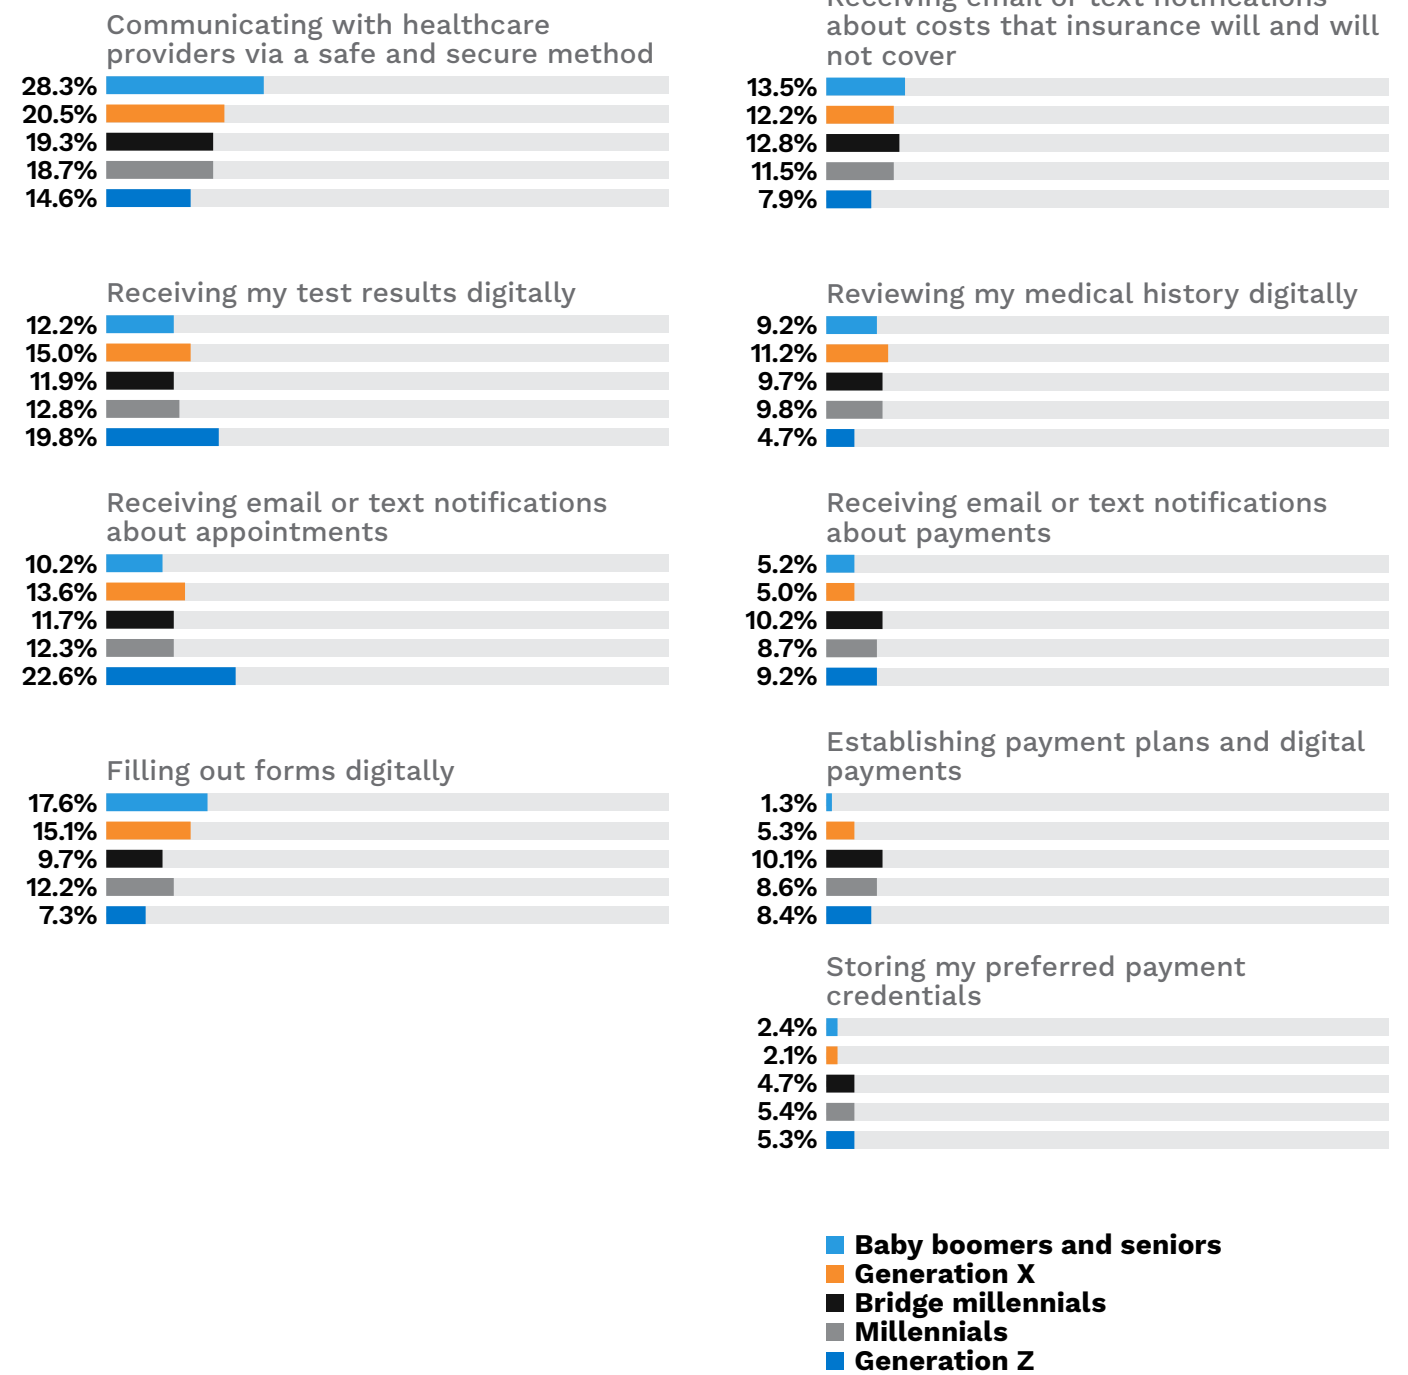 Communicating with healthcare
providers via a safe and secure method
28.3%
20.5%
19.3%
18.7%
14.6%
Receiving my test results digitally
12.2%
15.0%
11.9%
12.8%
19.8%
Receiving email or text notifications
about appointments
10.2%
13.6%
11.7%
12.3%
22.6%
Filling out forms digitally
17.6%
15.1%
9.7%
12.2%
7.3%
Receiving email or text notifications
about costs that insurance will and will
not cover
13.5%
12.2%
12.8%
11.5%
7.9%
Reviewing my medical history digitally
9.2%
11.2%
9.7%
9.8%
4.7%
Receiving email or text notifications
about payments
5.2%
5.0%
10.2%
8.7%
9.2%
Establishing payment plans and digital
payments
1.3%
5.3%
10.1%
8.6%
8.4%
Storing my preferred payment
credentials
2.4%
2.1%
4.7%
5.4%
5.3%
Baby boomers and seniors
Generation X
Bridge millennials
Millennials
Generation Z